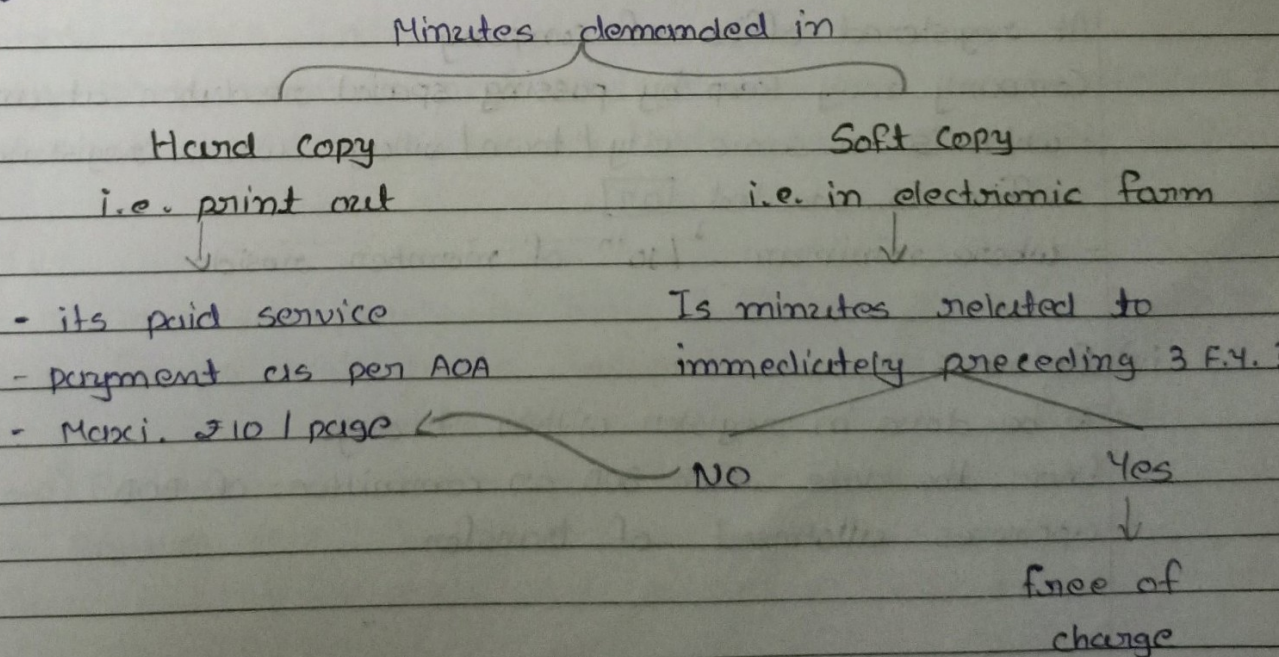 Minutes demanded in
Hard copy
i.e. print out
- its paid service
- payment as per AOA
- Maxi. ₹10 / page
Soft copy
i.e. in electronic form
Is minutes related to
immediately preceding 3 F.Y.
NO
Yes
free of
charge